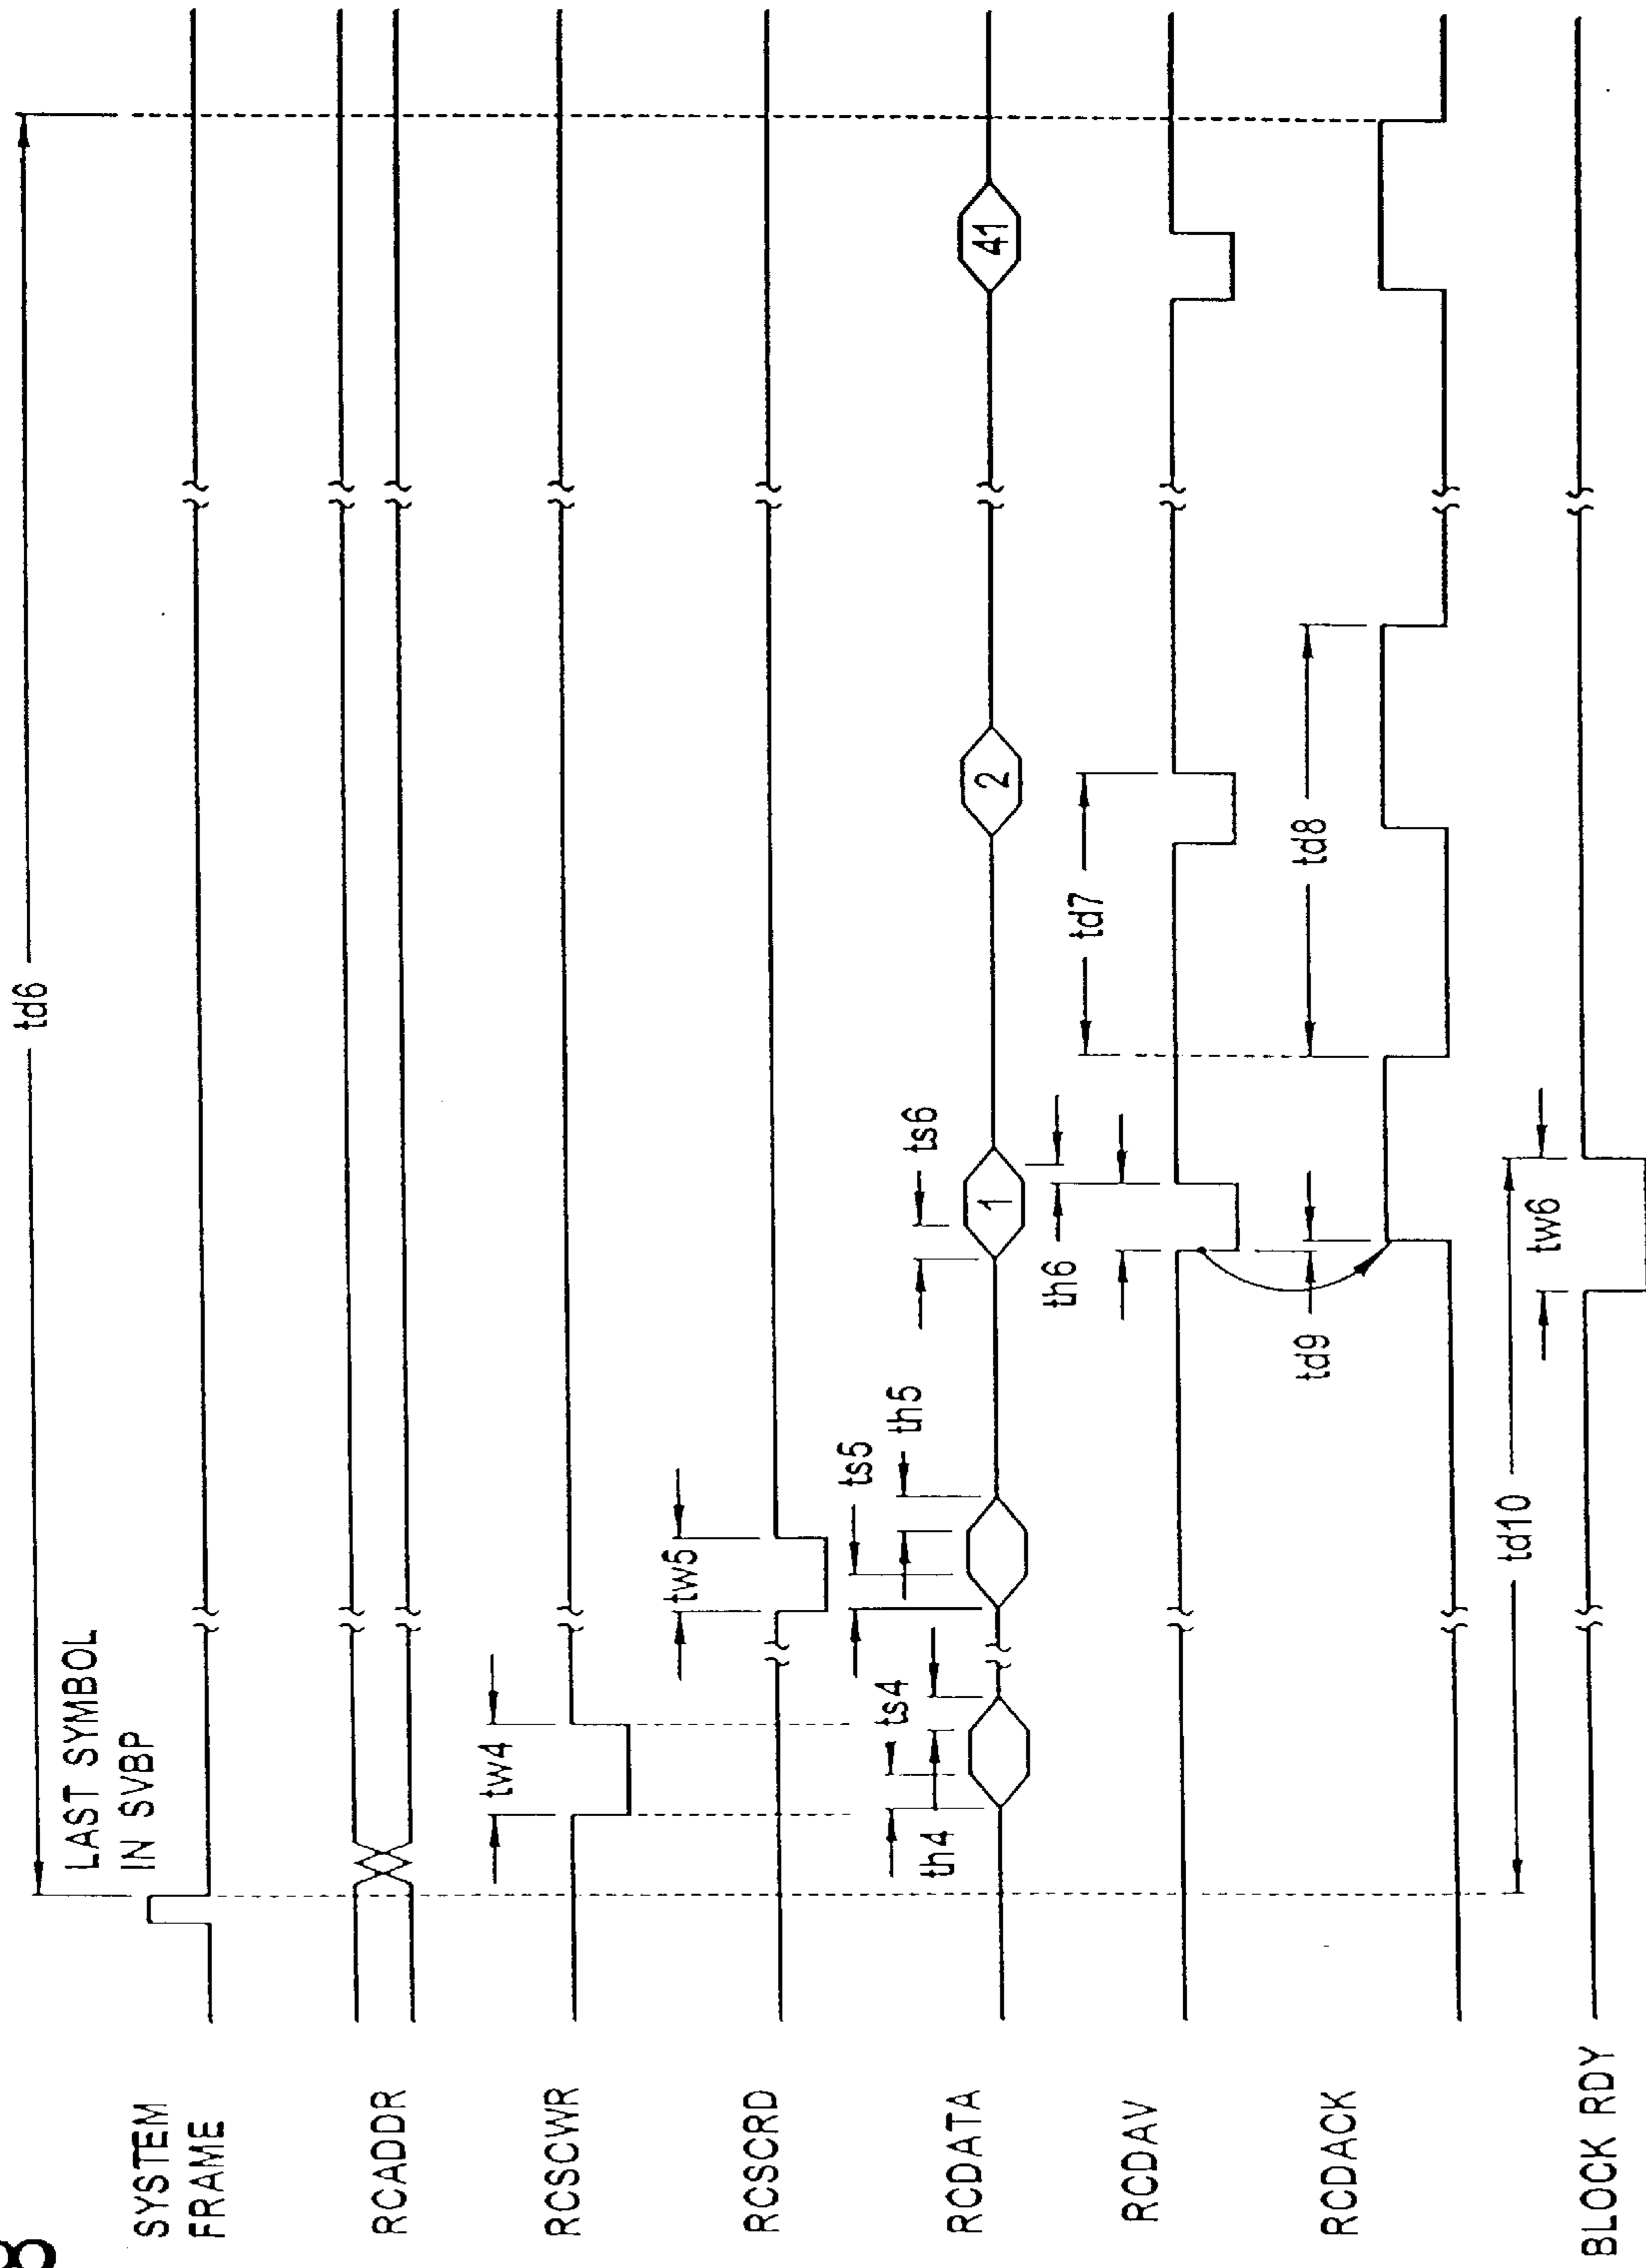 8
td6
LAST SYMBOL
IN SVBP
SYSTEM
FRAME
RCADDR
tw4
RCSCWR
tw5
RCSCRD
th4
ts4
ts5
th5
ts6
RCDATA
1
2
41
th6
td7
RCDAV
td9
td8
RCDACK
td10
tw6
BLOCK RDY